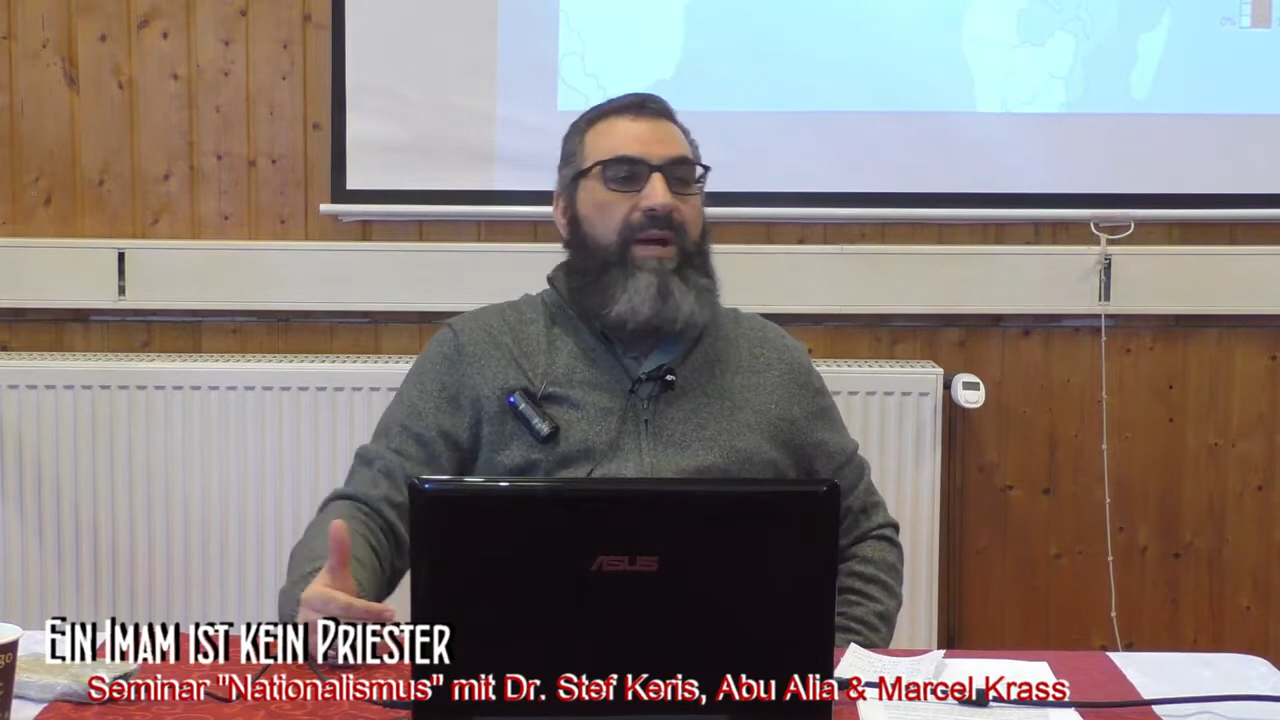 ASUS
EIN IMAM IST KEIN PRIESTER
Seminar "Nationalismus" mit Dr. Stef Keris, Abu Alia & Marcel Krass